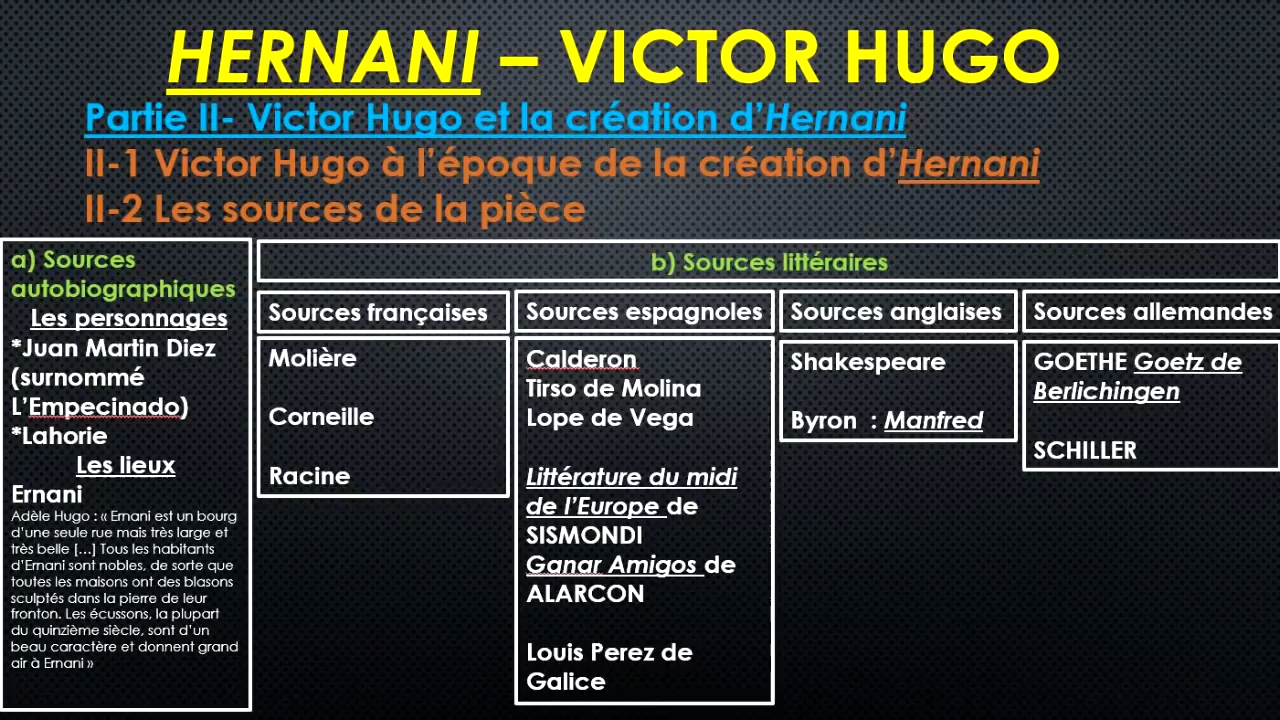 HERNANI – VICTOR HUGO
Partie II- Victor Hugo et la création d’Hernani
II-1 Victor Hugo à l’époque de la création d’Hernani
II-2 Les sources de la pièce
a) Sources
autobiographiques
Les personnages
*Juan Martin Diez
(surnommé
L’Empecinado)
*Lahorie
Les lieux
Ernani
Adèle Hugo : « Ernani est un bourg
d’une seule rue mais très large et
très belle [...] Tous les habitants
d’Ernani sont nobles, de sorte que
toutes les maisons ont des blasons
sculptés dans la pierre de leur
fronton. Les écussons, la plupart
du quinzième siècle, sont d’un
beau caractère et donnent grand
air à Ernani »
b) Sources littéraires
Sources françaises
Molière
Corneille
Racine
Sources espagnoles
Calderon
Tirso de Molina
Lope de Vega
Littérature du midi
de l’Europe de
SISMONDI
Ganar Amigos de
ALARCON
Louis Perez de
Galice
Sources anglaises
Shakespeare
Byron : Manfred
Sources allemandes
GOETHE Goetz de
Berlichingen
SCHILLER